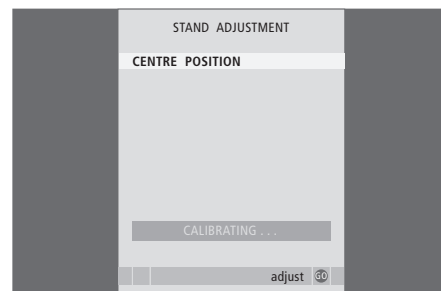 STAND ADJUSTMENT
CENTRE POSITION
CALIBRATING . . .
adjust GO